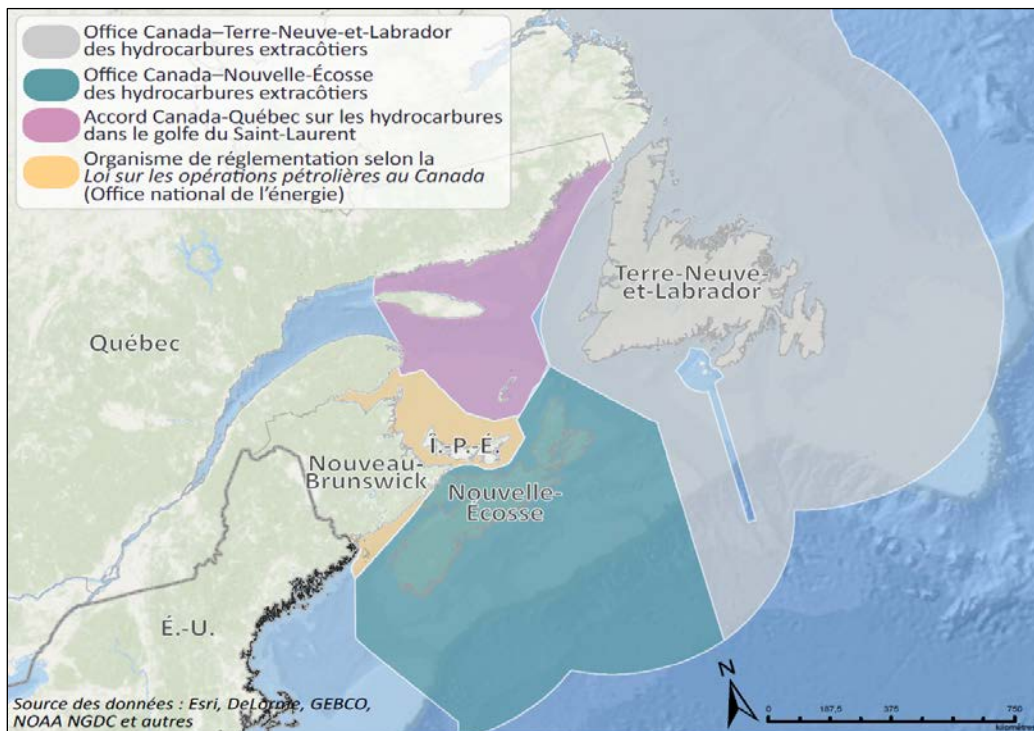 Office Canada–Terre-Neuve-et-Labrador
des hydrocarbures extracôtiers
Office Canada–Nouvelle-Écosse
des hydrocarbures extracôtiers
Accord Canada-Québec sur les hydrocarbures
dans le golfe du Saint-Laurent
Organisme de réglementation selon la
Loi sur les opérations pétrolières au Canada
(Office national de l'énergie)
Terre-Neuve-
et-Labrador
Québec
Î.-P.-É.
Nouveau-
Brunswick
Nouvelle-
Écosse
É.-U.
Source des données : Esri, DeLorme, GEBCO,
NOAA NGDC et autres
N
0 187,5 375 750
kilomètres